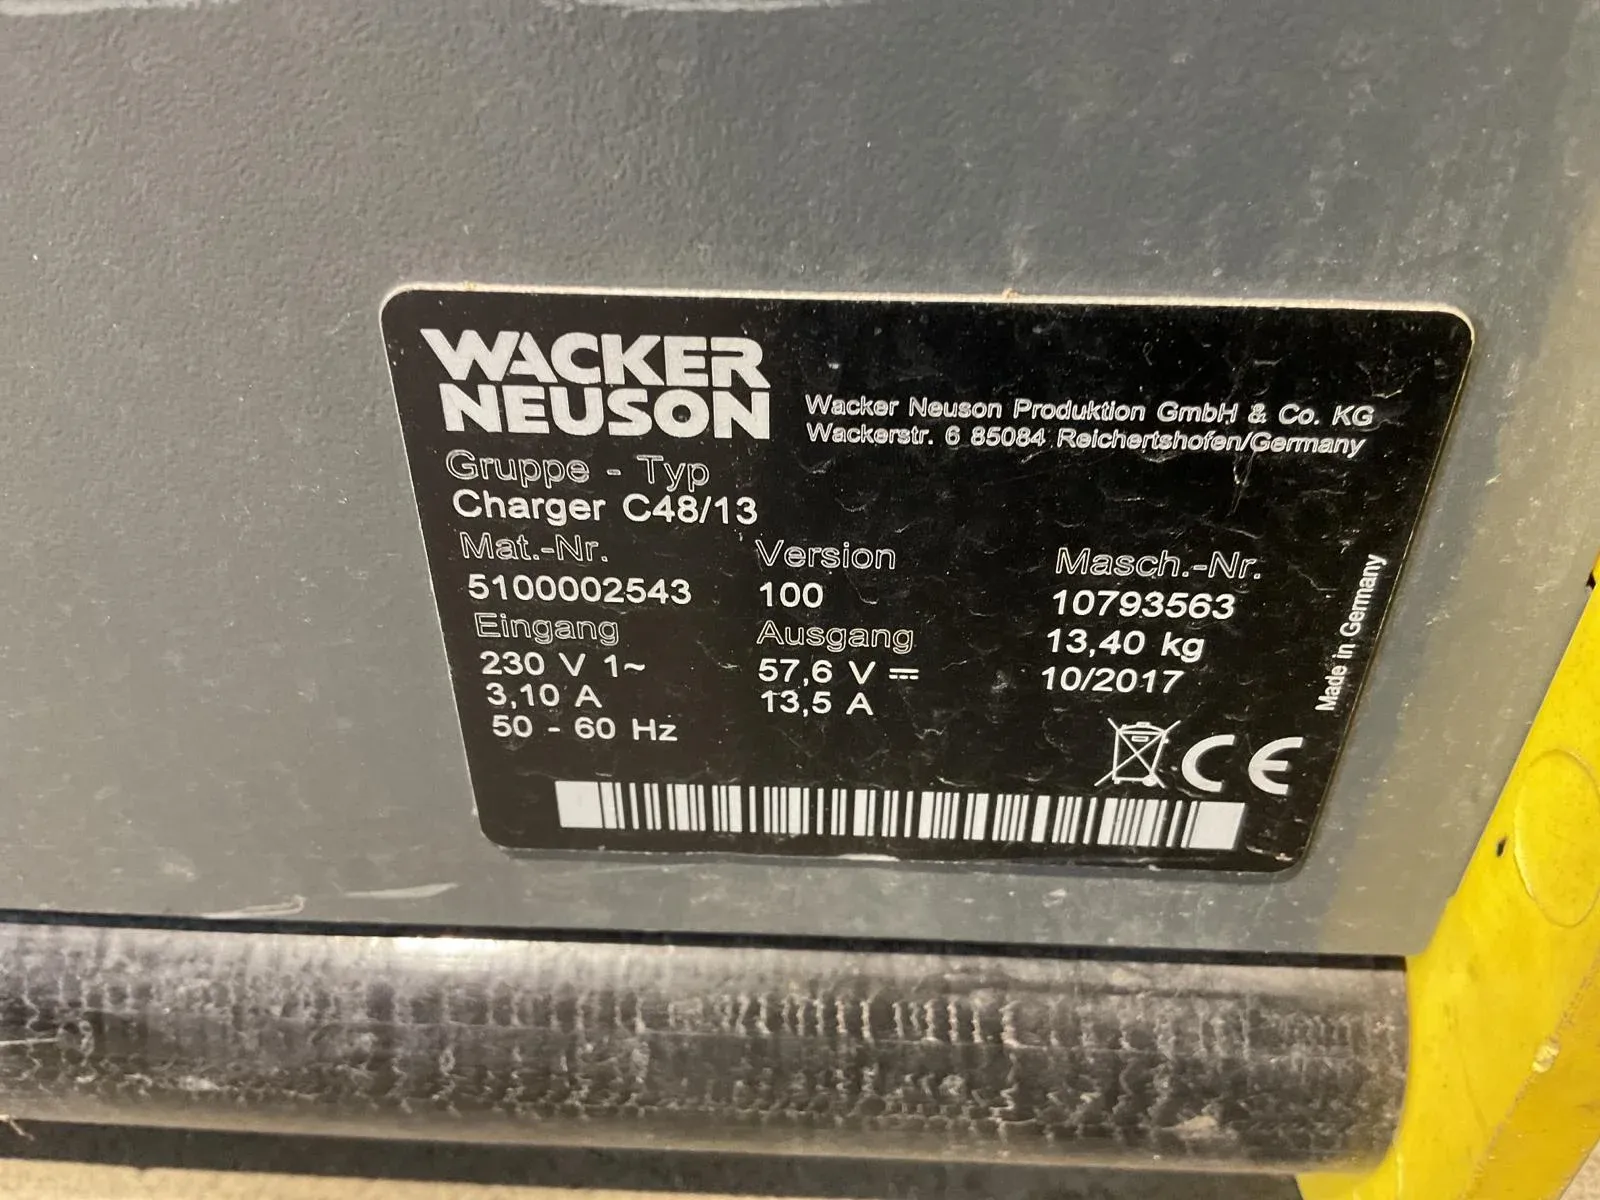 WACKER
NEUSON
Wacker Neuson Produktion GmbH & Co. KG
Wackerstr. 6 85084 Reichertshofen/Germany
Gruppe - Typ
Charger C48/13
Mat.-Nr. Version Masch.-Nr.
5100002543 100 10793563
Eingang Ausgang 13,40 kg
230 V 1~ 57,6 V ⎓ 10/2017
3,10 A 13,5 A
50 - 60 Hz
CE
Made in Germany